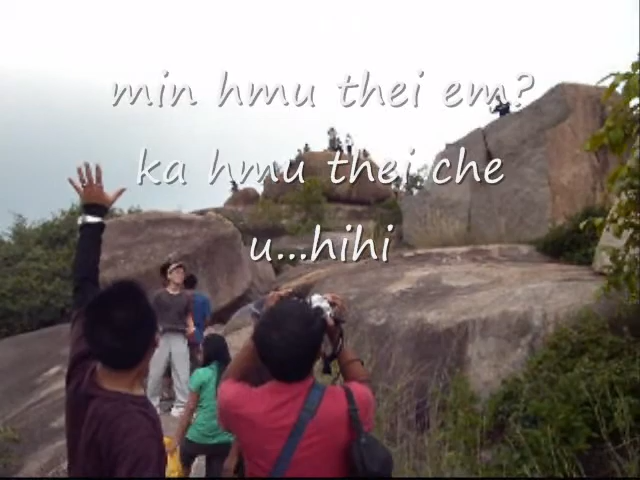 min hmu thei em?
ka hmu thei che
u...hihi